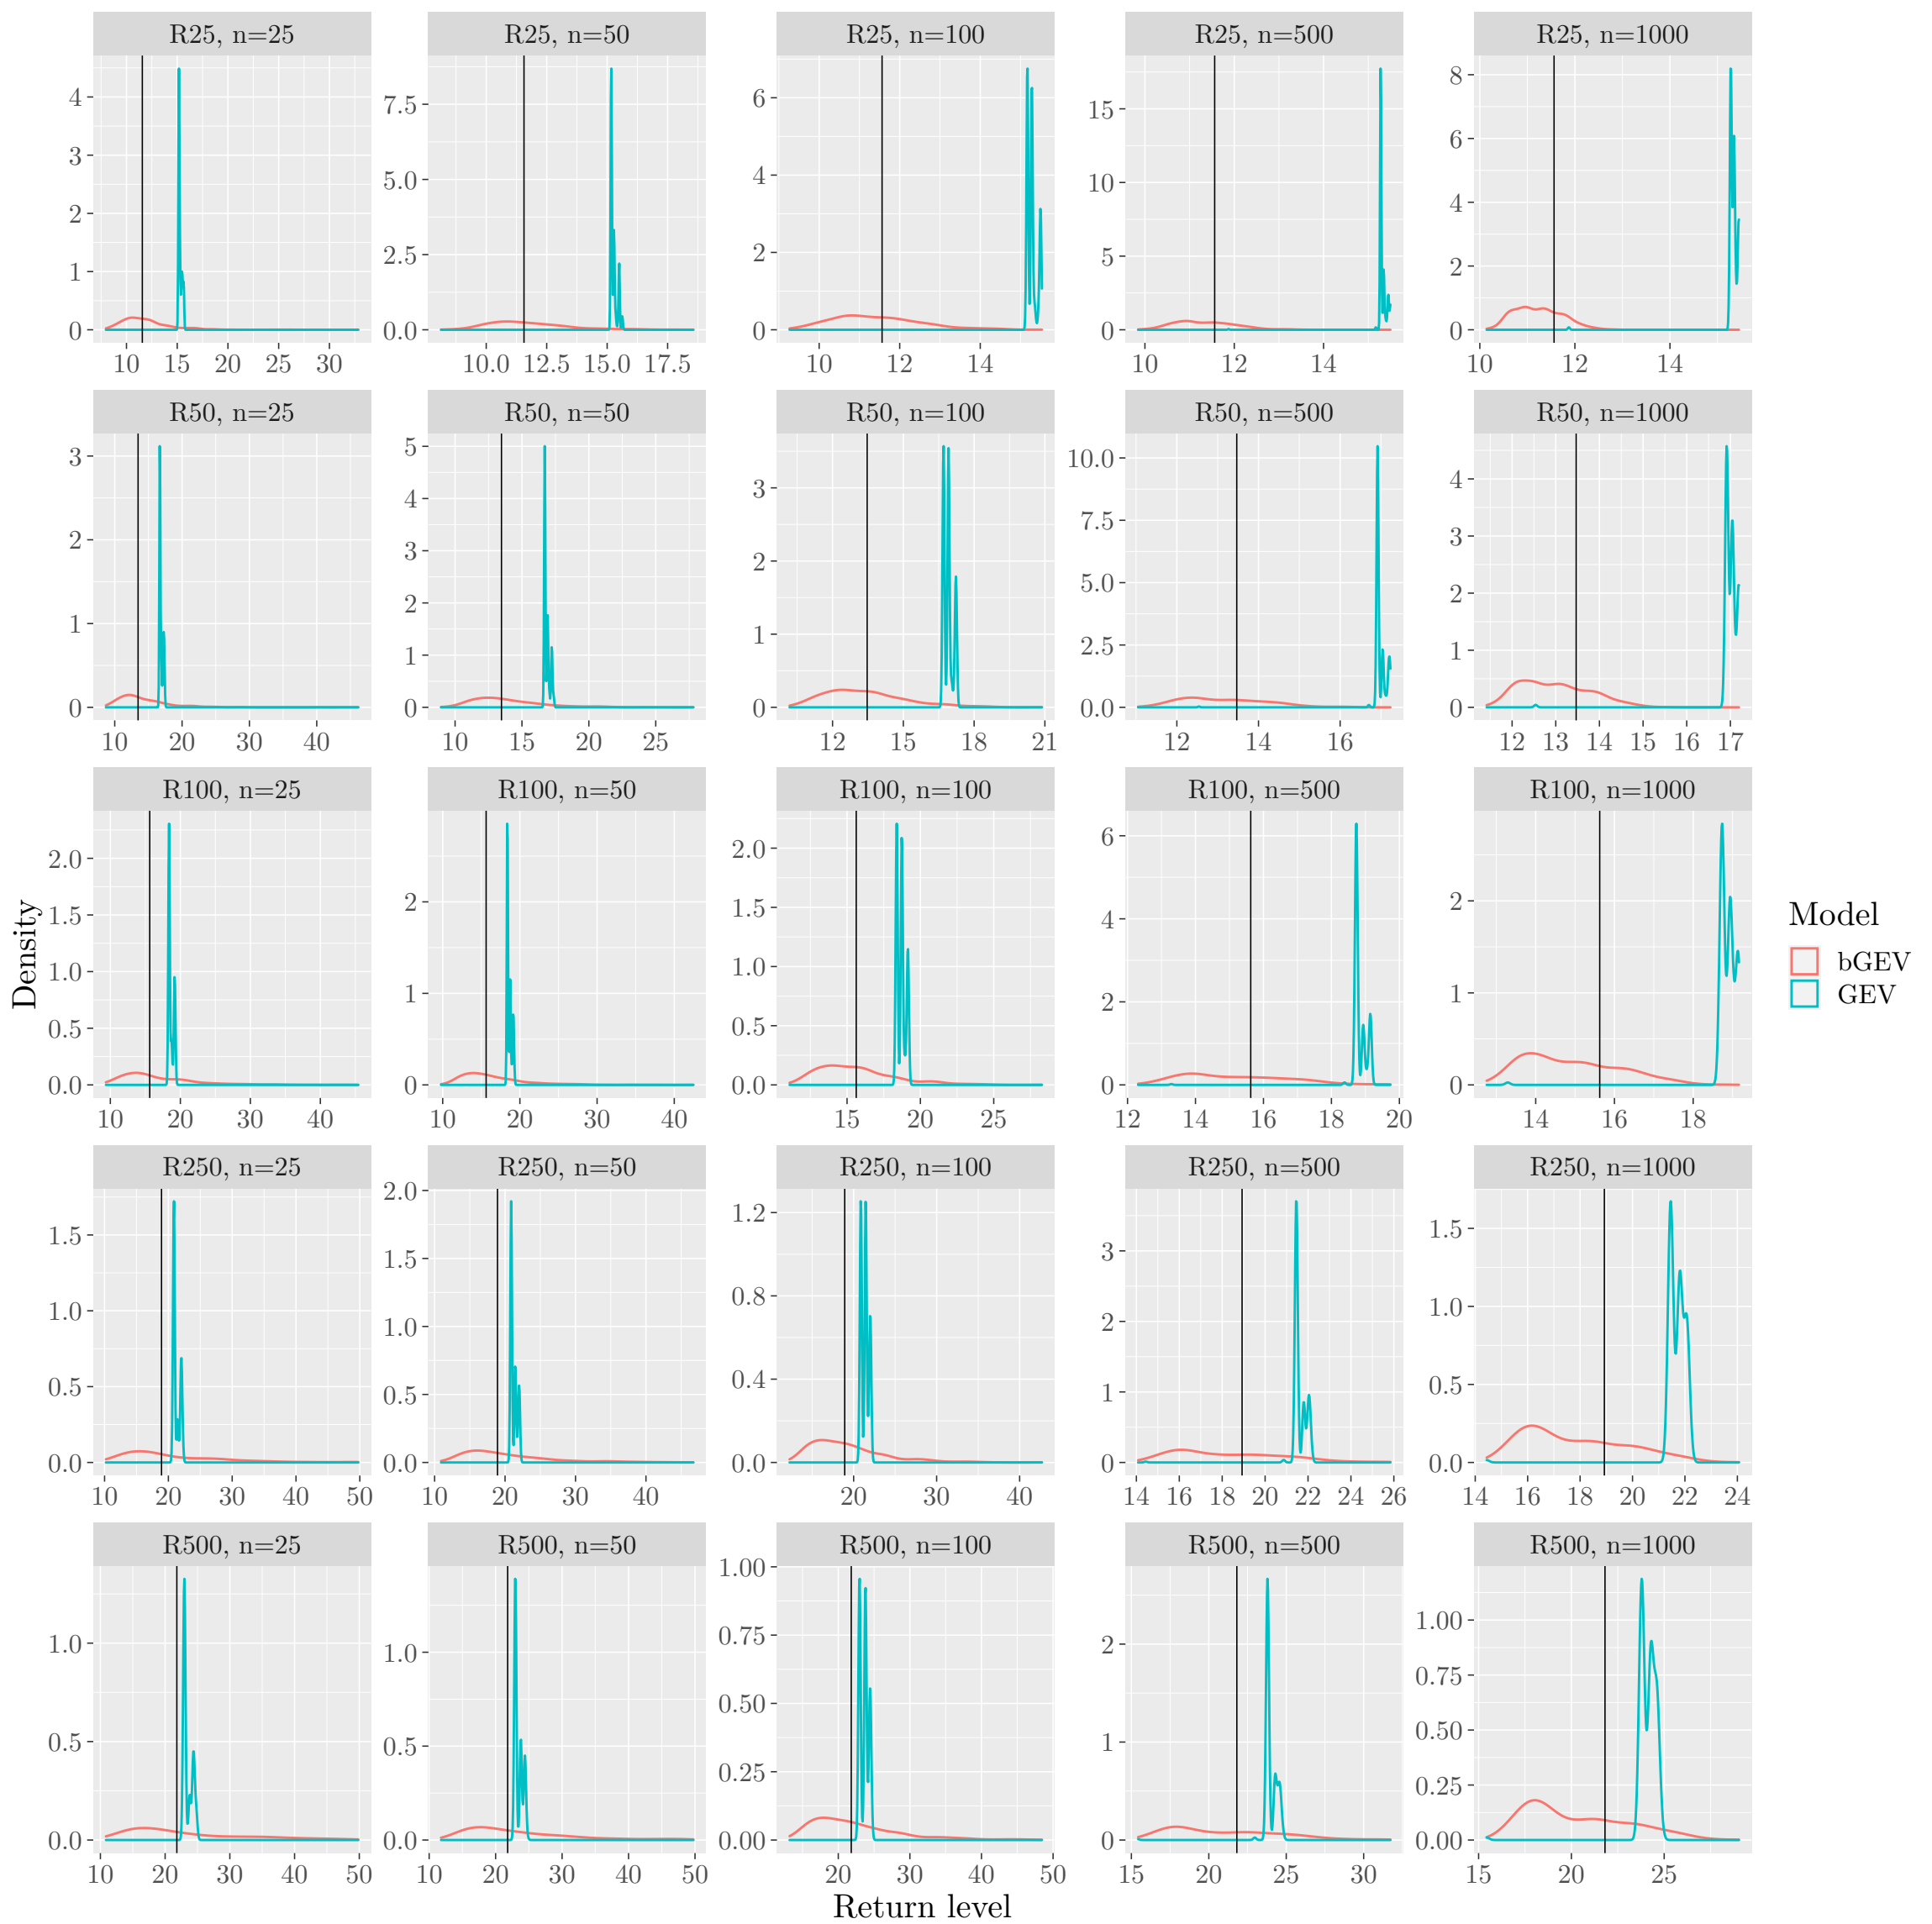 R25, n=25
R25, n=50
R25, n=100
R25, n=500
R25, n=1000
4
3
2
1
0
7.5
5.0
2.5
0.0
6
4
2
0
15
10
5
0
8
6
4
2
0
10 15 20 25 30
10.0 12.5 15.0 17.5
10 12 14
10 12 14
10 12 14
R50, n=25
R50, n=50
R50, n=100
R50, n=500
R50, n=1000
3
2
1
0
5
4
3
2
1
0
3
2
1
0
10.0
7.5
5.0
2.5
0.0
4
3
2
1
0
10 20 30 40
10 15 20 25
12 15 18 21
12 14 16
12 13 14 15 16 17
R100, n=25
R100, n=50
R100, n=100
R100, n=500
R100, n=1000
2.0
1.5
1.0
0.5
0.0
2
1
0
2.0
1.5
1.0
0.5
0.0
6
4
2
0
2
1
0
10 20 30 40
10 20 30 40
15 20 25
12 14 16 18 20
14 16 18
R250, n=25
R250, n=50
R250, n=100
R250, n=500
R250, n=1000
1.5
1.0
0.5
0.0
2.0
1.5
1.0
0.5
0.0
1.2
0.8
0.4
0.0
3
2
1
0
1.5
1.0
0.5
0.0
10 20 30 40 50
10 20 30 40
20 30 40
14 16 18 20 22 24 26
14 16 18 20 22 24
R500, n=25
R500, n=50
R500, n=100
R500, n=500
R500, n=1000
1.0
0.5
0.0
1.0
0.5
0.0
1.00
0.75
0.50
0.25
0.00
2
1
0
1.00
0.75
0.50
0.25
0.00
10 20 30 40 50
10 20 30 40 50
20 30 40 50
15 20 25 30
15 20 25
Density
Return level
Model
bGEV
GEV